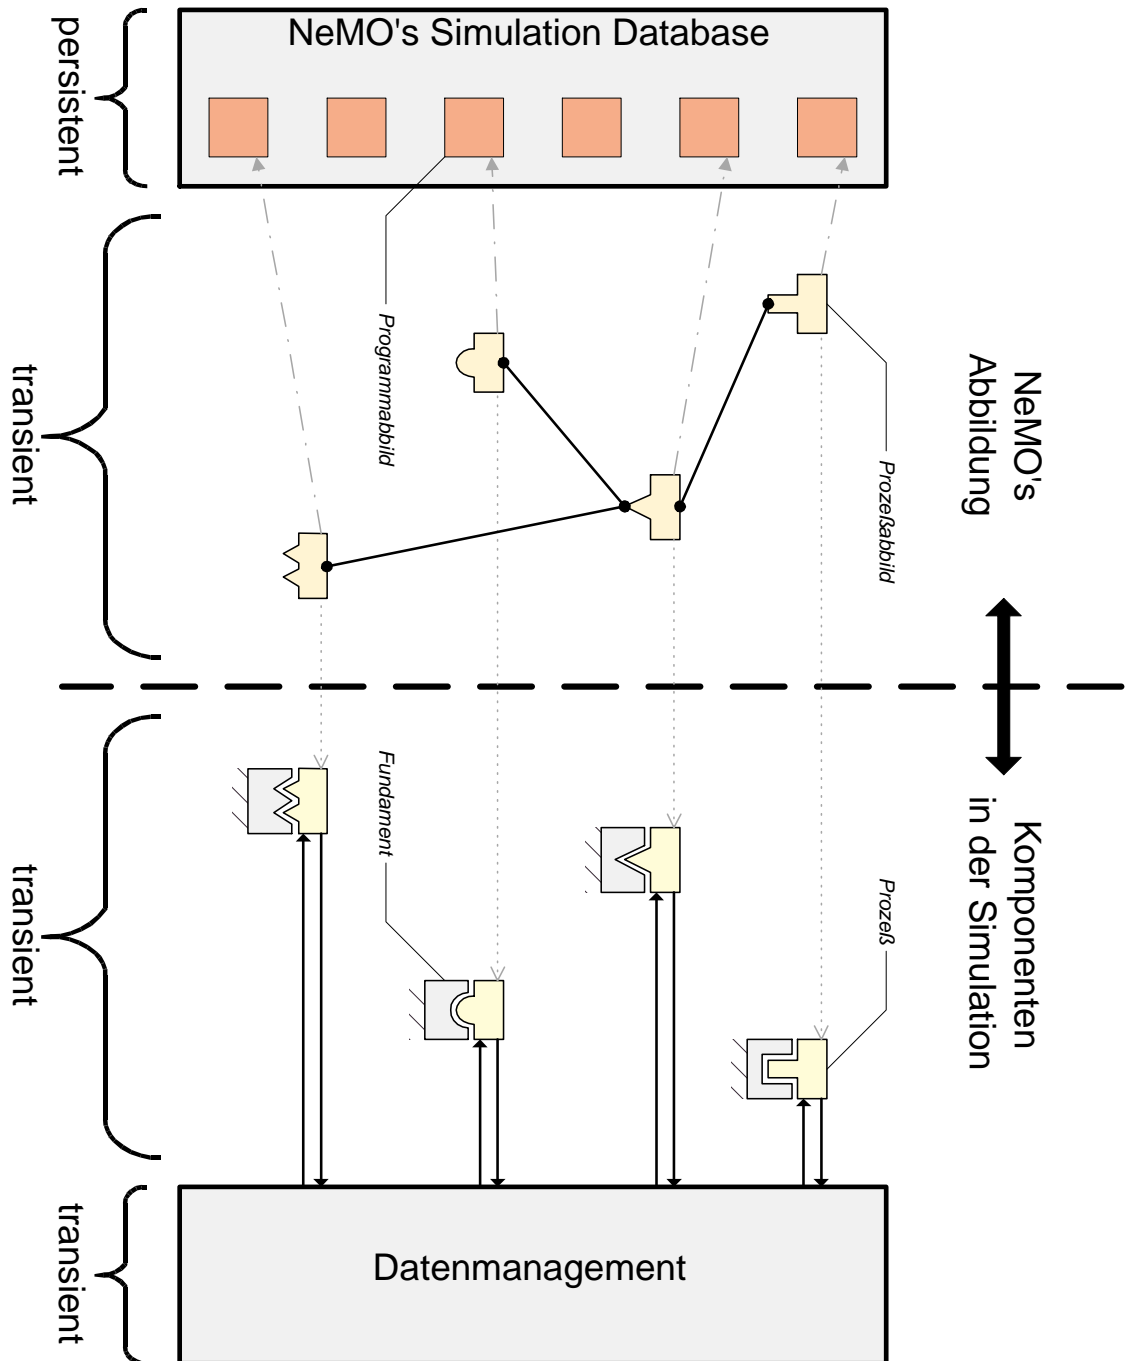 NeMO's Simulation Database
persistent
Programmabbild
Prozeßabbild
NeMO's
Abbildung
transient
Komponenten
in der Simulation
Fundament
Prozeß
transient
Datenmanagement
transient